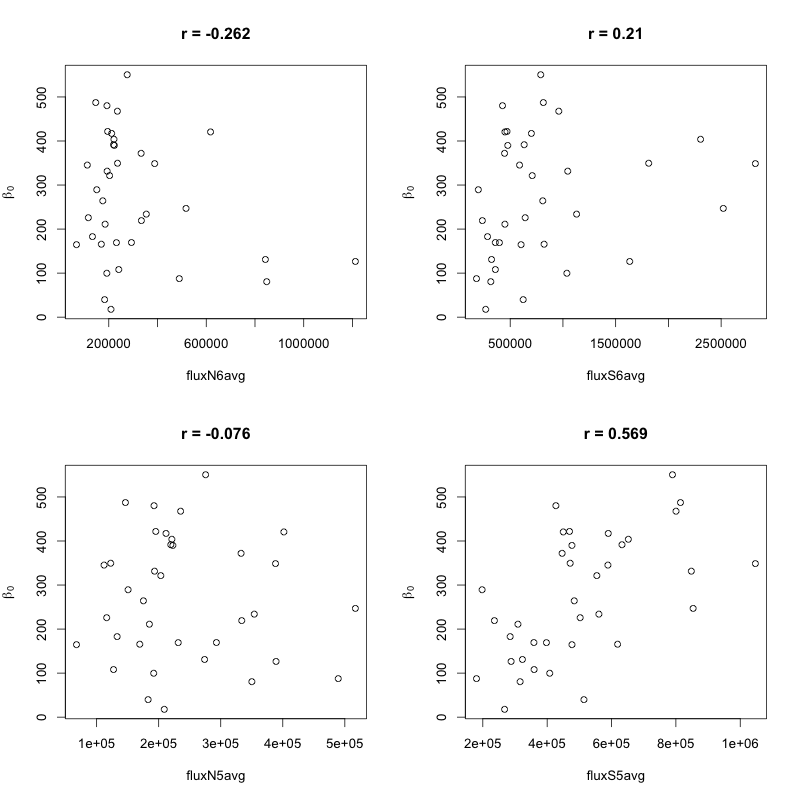 r = -0.262
β0
0 100 200 300 400 500
200000 600000 1000000
fluxN6avg
r = 0.21
β0
0 100 200 300 400 500
500000 1500000 2500000
fluxS6avg
r = -0.076
β0
0 100 200 300 400 500
1e+05 2e+05 3e+05 4e+05 5e+05
fluxN5avg
r = 0.569
β0
0 100 200 300 400 500
2e+05 4e+05 6e+05 8e+05 1e+06
fluxS5avg